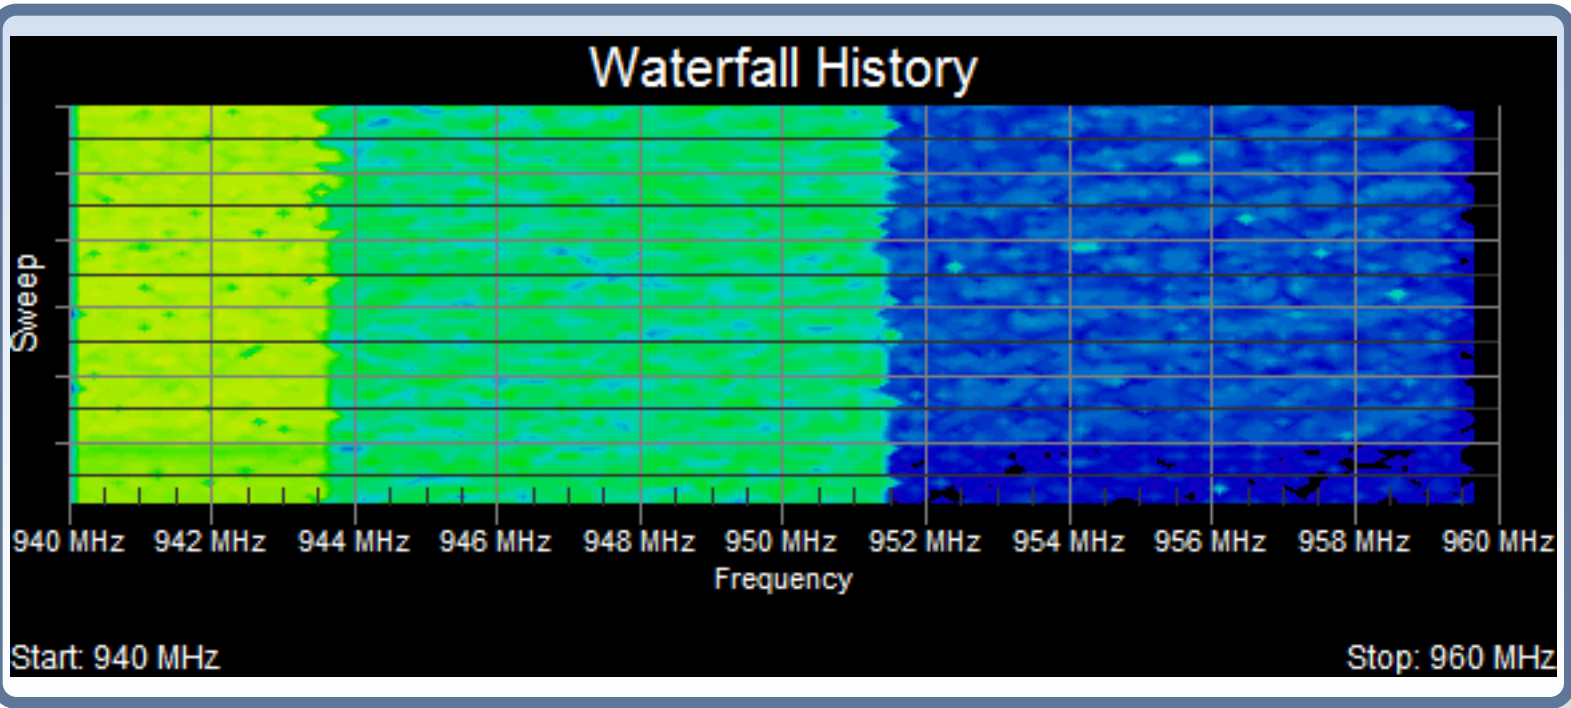 Waterfall History
Sweep
940 MHz 942 MHz 944 MHz 946 MHz 948 MHz 950 MHz 952 MHz 954 MHz 956 MHz 958 MHz 960 MHz
Frequency
Start: 940 MHz Stop: 960 MHz